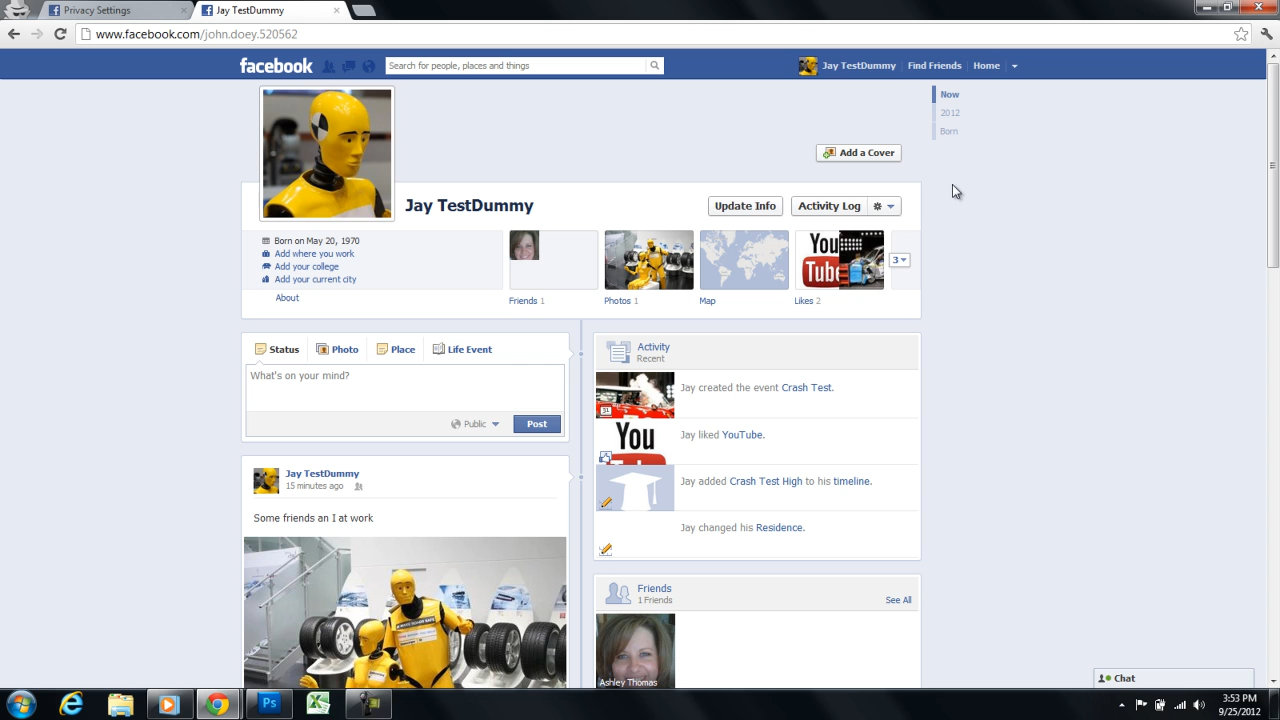 Privacy Settings
Jay TestDummy
www.facebook.com/john.doey.520562
facebook
Search for people, places and things
Jay TestDummy
Find Friends
Home
Now
2012
Born
Add a Cover
Jay TestDummy
Update Info
Activity Log
Born on May 20, 1970
Add where you work
Add your college
Add your current city
About
You
Tube
3
Friends 1
Photos 1
Map
Likes 2
Status
Photo
Place
Life Event
What's on your mind?
Public
Post
Activity
Recent
Jay created the event Crash Test.
31
You
Jay liked YouTube.
Jay added Crash Test High to his timeline.
Jay changed his Residence.
Jay TestDummy
15 minutes ago
Some friends an I at work
Friends
1 Friends
See All
Ashley Thomas
Chat
Ps
3:53 PM
9/25/2012